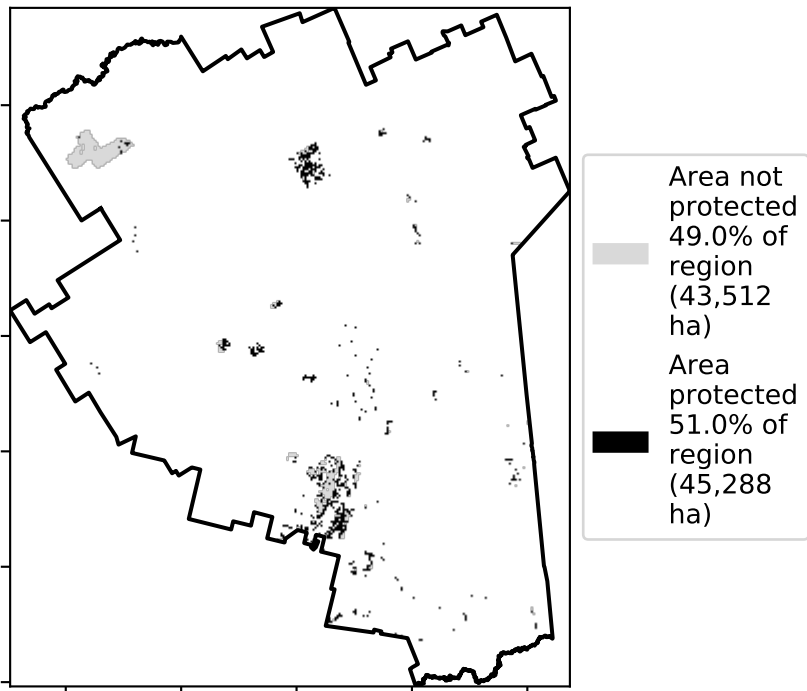 Area not
protected
49.0% of
region
(43,512
ha)
Area
protected
51.0% of
region
(45,288
ha)